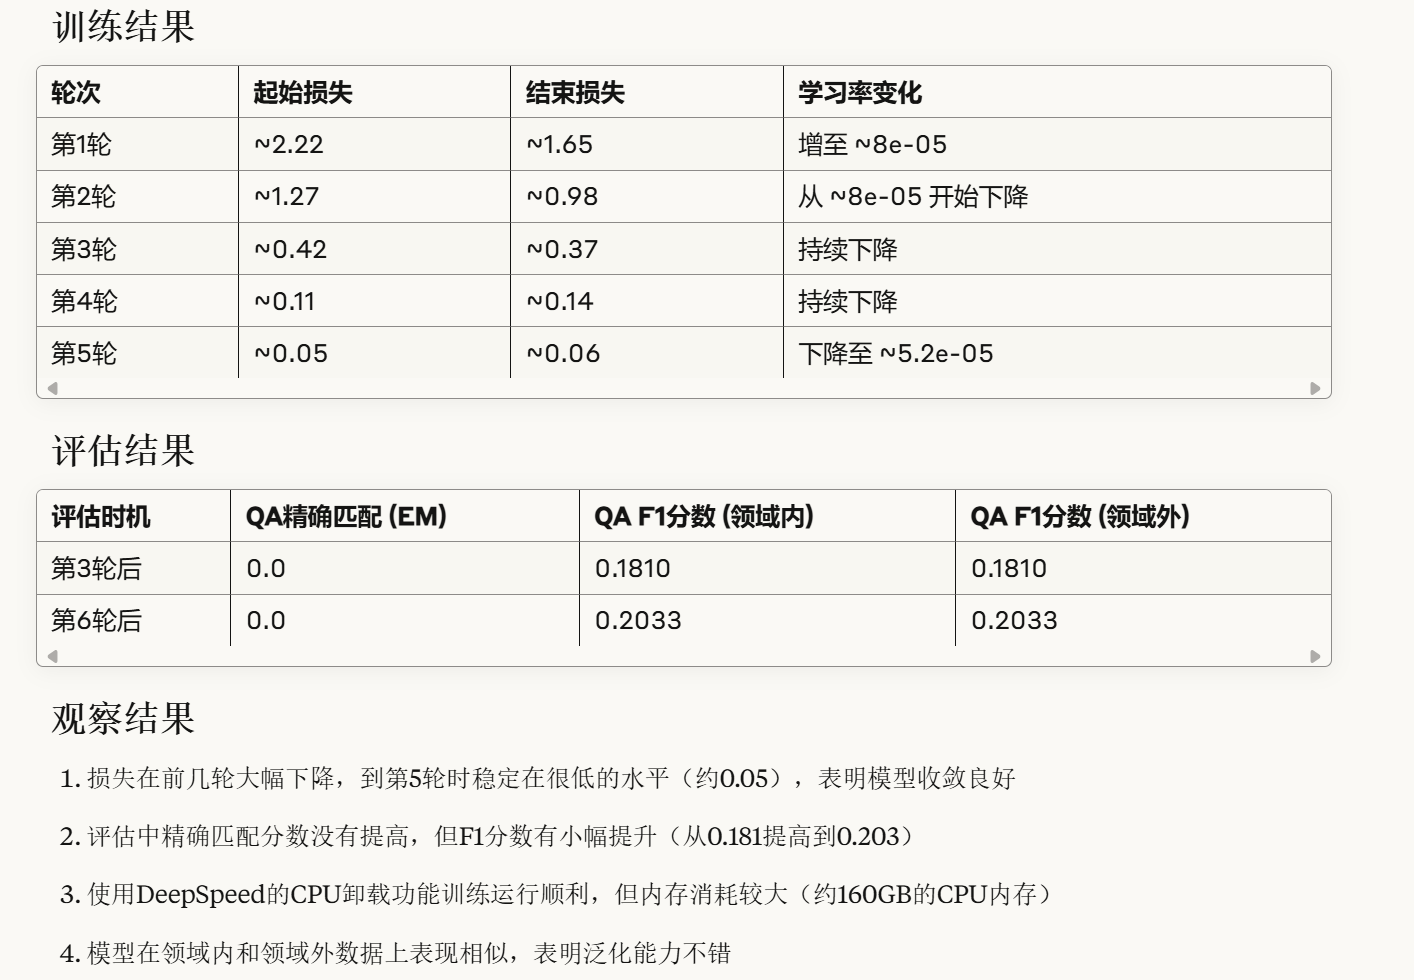 训练结果
轮次 起始损失 结束损失 学习率变化
第1轮 ~2.22 ~1.65 增至 ~8e-05
第2轮 ~1.27 ~0.98 从 ~8e-05 开始下降
第3轮 ~0.42 ~0.37 持续下降
第4轮 ~0.11 ~0.14 持续下降
第5轮 ~0.05 ~0.06 下降至 ~5.2e-05
评估结果
评估时机 QA精确匹配 (EM) QA F1分数 (领域内) QA F1分数 (领域外)
第3轮后 0.0 0.1810 0.1810
第6轮后 0.0 0.2033 0.2033
观察结果
1. 损失在前几轮大幅下降，到第5轮时稳定在很低的水平（约0.05），表明模型收敛良好
2. 评估中精确匹配分数没有提高，但F1分数有小幅提升（从0.181提高到0.203）
3. 使用DeepSpeed的CPU卸载功能训练运行顺利，但内存消耗较大（约160GB的CPU内存）
4. 模型在领域内和领域外数据上表现相似，表明泛化能力不错